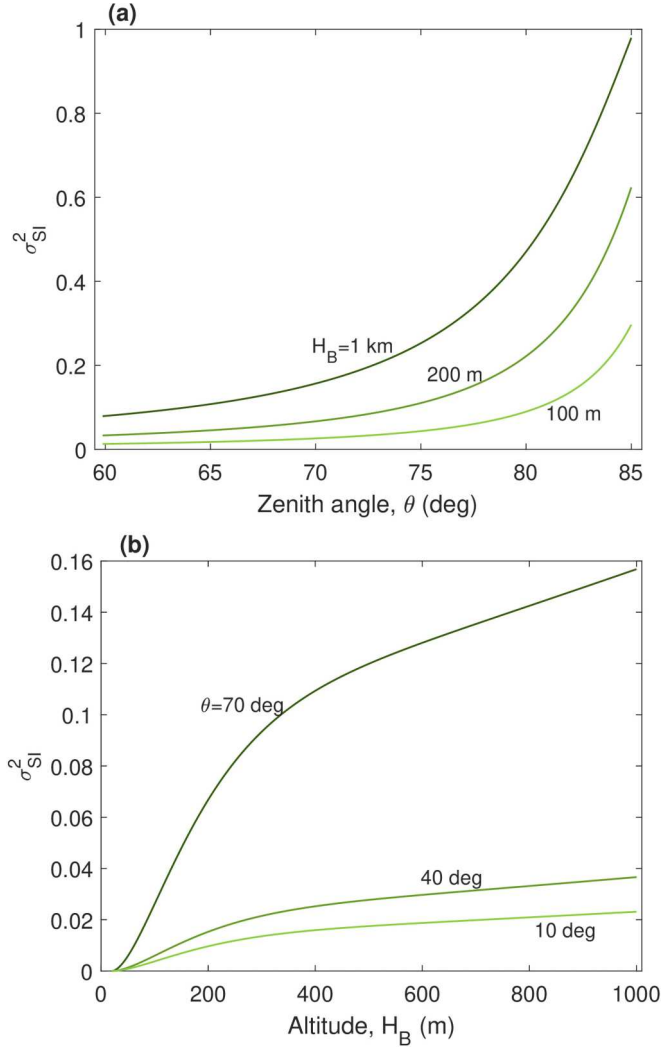 (a)
1
0.8
0.6
0.4
0.2
0
σ²SI
H_B=1 km
200 m
100 m
60 65 70 75 80 85
Zenith angle, θ (deg)
(b)
0.16
0.14
0.12
0.1
0.08
0.06
0.04
0.02
0
σ²SI
θ=70 deg
40 deg
10 deg
0 200 400 600 800 1000
Altitude, H_B (m)